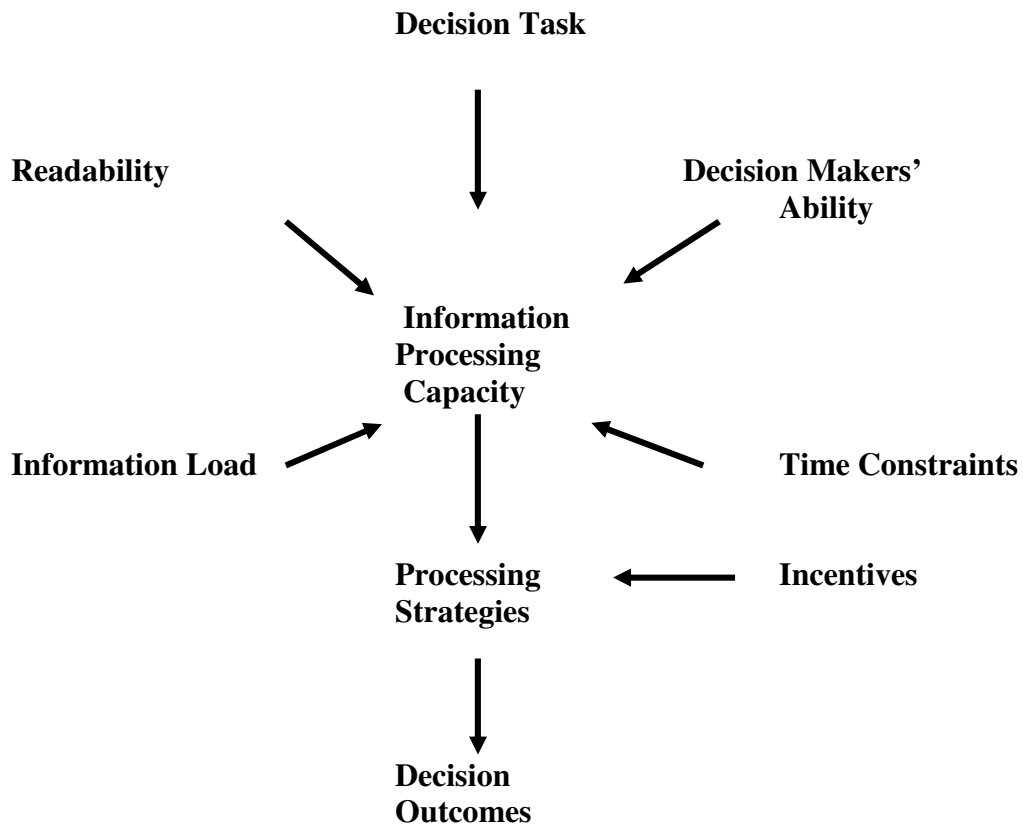 Decision Task
Readability
Decision Makers’
Ability
Information
Processing
Capacity
Information Load
Time Constraints
Processing
Strategies
Incentives
Decision
Outcomes